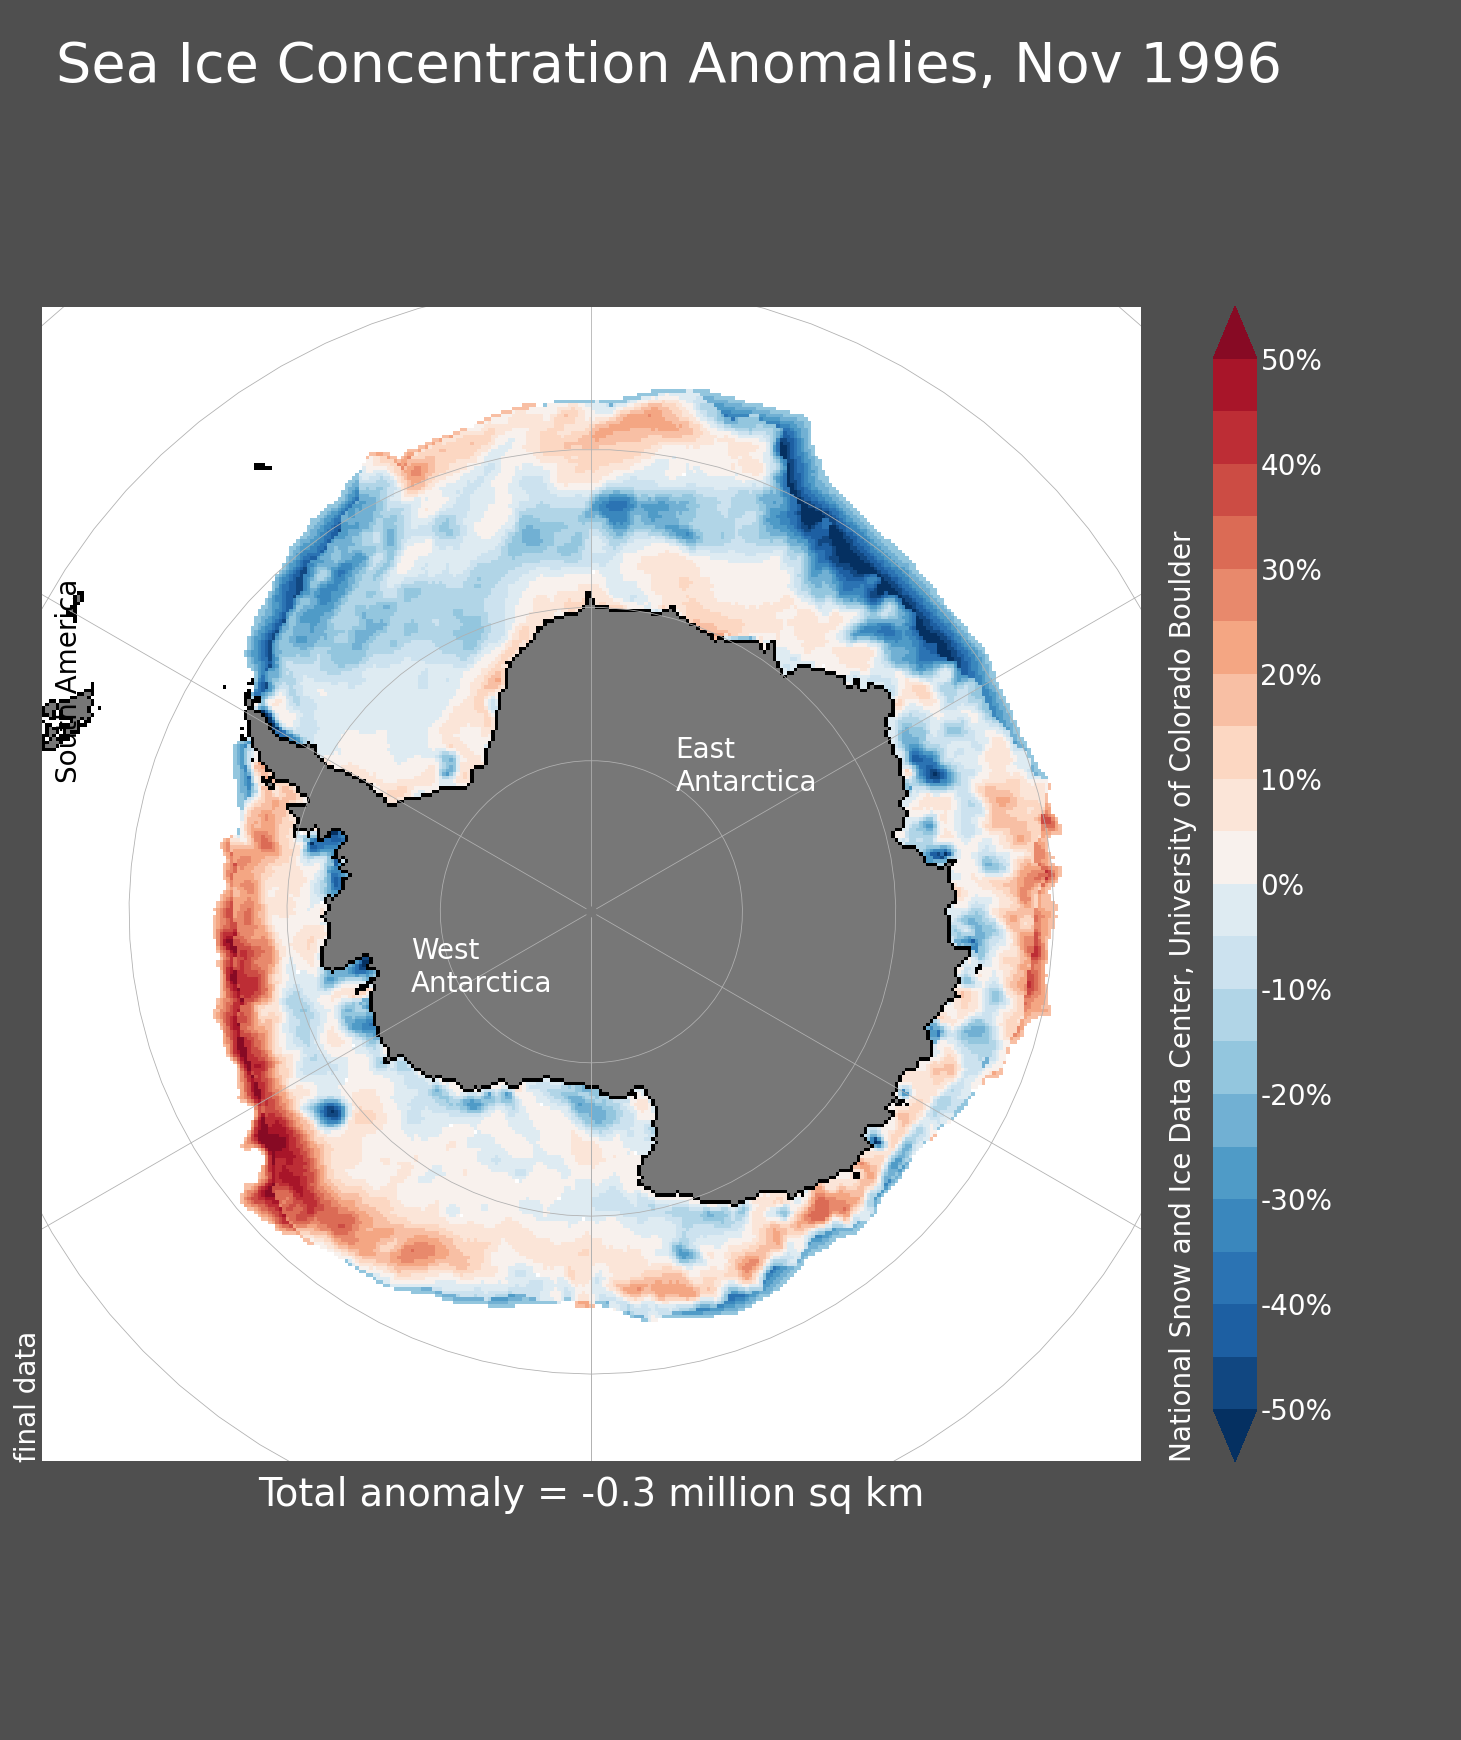 Sea Ice Concentration Anomalies, Nov 1996
South America
East
Antarctica
West
Antarctica
final data
Total anomaly = -0.3 million sq km
National Snow and Ice Data Center, University of Colorado Boulder
50%
40%
30%
20%
10%
0%
-10%
-20%
-30%
-40%
-50%